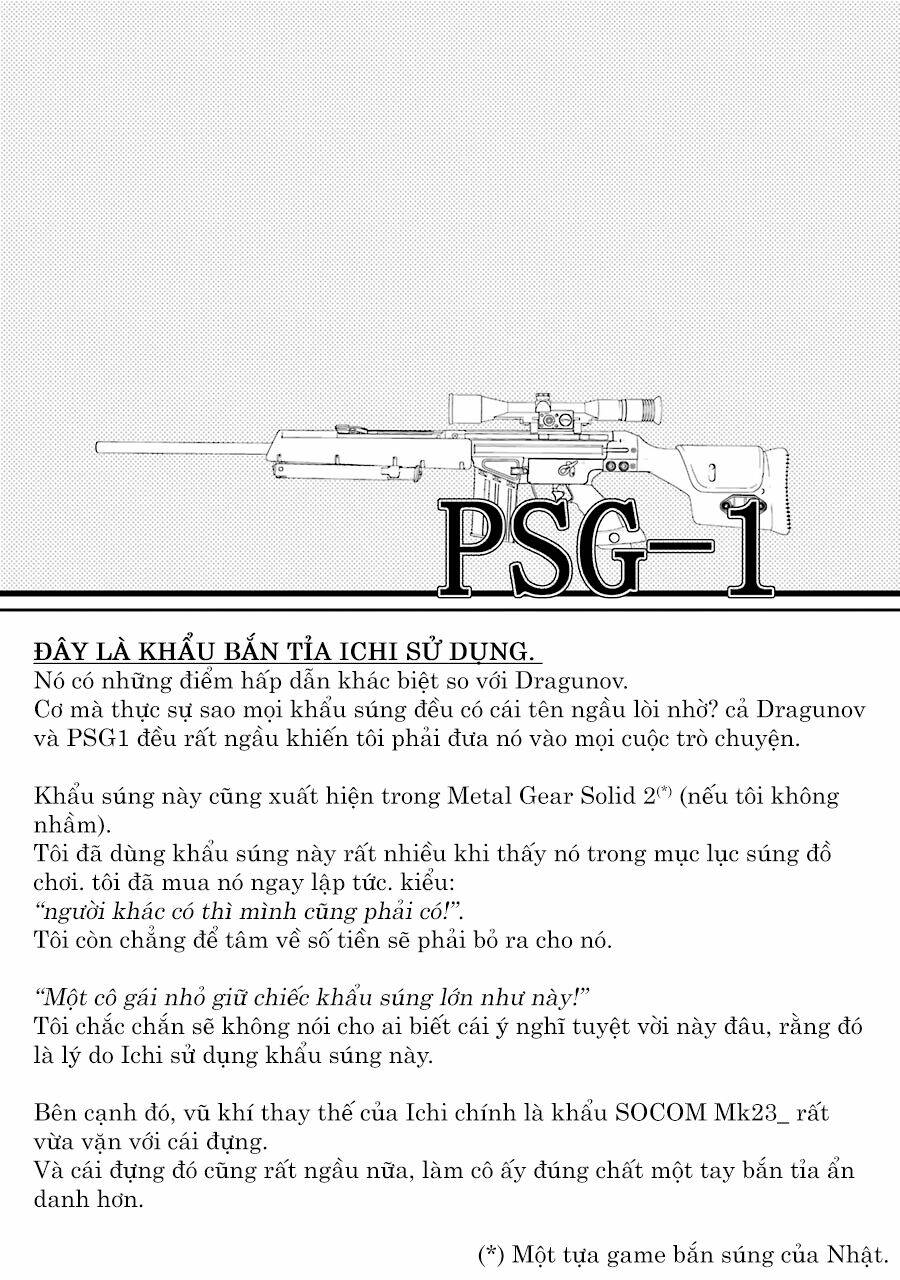 PSG-1
ĐÂY LÀ KHẨU BẮN TỈA ICHI SỬ DỤNG.
Nó có những điểm hấp dẫn khác biệt so với Dragunov.
Cơ mà thực sự sao mọi khẩu súng đều có cái tên ngầu lòi nhờ? cả Dragunov
và PSG1 đều rất ngầu khiến tôi phải đưa nó vào mọi cuộc trò chuyện.
Khẩu súng này cũng xuất hiện trong Metal Gear Solid 2(*) (nếu tôi không
nhầm).
Tôi đã dùng khẩu súng này rất nhiều khi thấy nó trong mục lục súng đồ
chơi. tôi đã mua nó ngay lập tức. kiểu:
“người khác có thì mình cũng phải có!”.
Tôi còn chẳng để tâm về số tiền sẽ phải bỏ ra cho nó.
“Một cô gái nhỏ giữ chiếc khẩu súng lớn như này!”
Tôi chắc chắn sẽ không nói cho ai biết cái ý nghĩ tuyệt vời này đâu, rằng đó
là lý do Ichi sử dụng khẩu súng này.
Bên cạnh đó, vũ khí thay thế của Ichi chính là khẩu SOCOM Mk23_ rất
vừa vặn với cái đựng.
Và cái đựng đó cũng rất ngầu nữa, làm cô ấy đúng chất một tay bắn tỉa ẩn
danh hơn.
(*) Một tựa game bắn súng của Nhật.